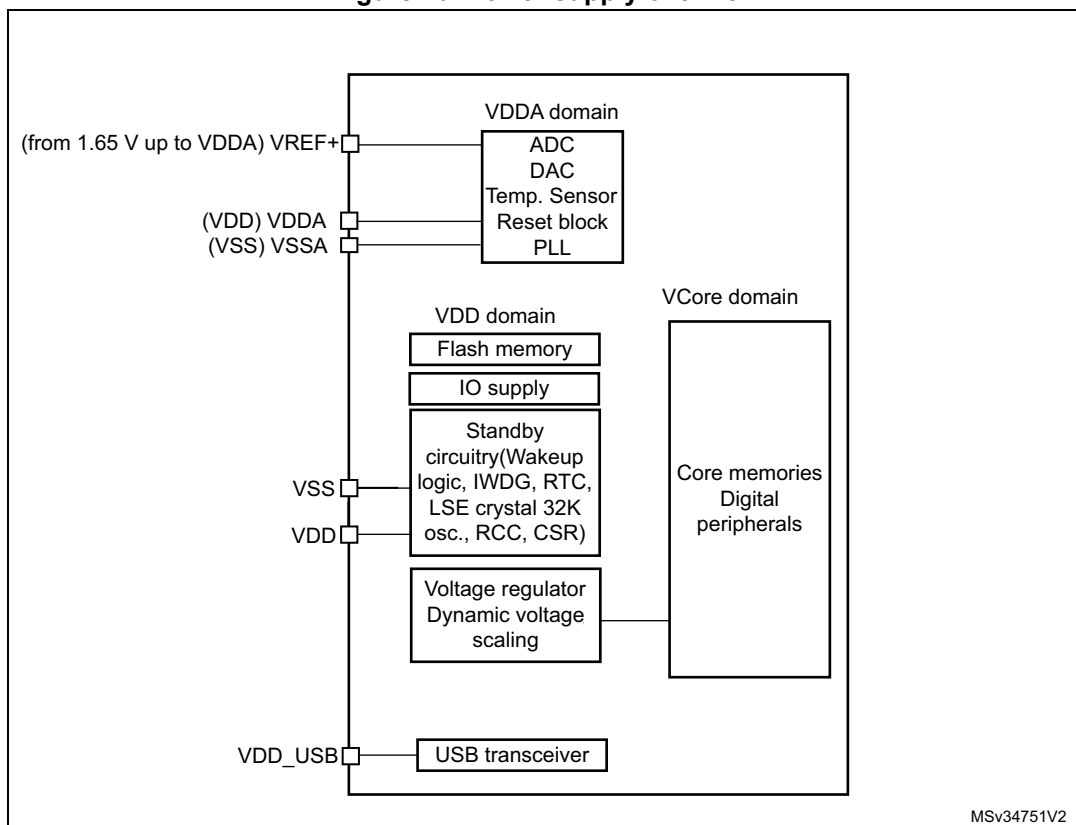 VDDA domain
(from 1.65 V up to VDDA) VREF+
ADC
DAC
Temp. Sensor
(VDD) VDDA
Reset block
(VSS) VSSA
PLL
VCore domain
VDD domain
Flash memory
IO supply
Standby
circuitry(Wakeup
logic, IWDG, RTC,
LSE crystal 32K
osc., RCC, CSR)
VSS
VDD
Core memories
Digital
peripherals
Voltage regulator
Dynamic voltage
scaling
VDD_USB
USB transceiver
MSv34751V2